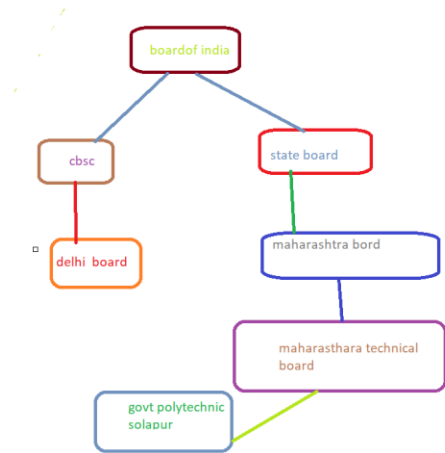 boardof india
cbsc
state board
delhi  board
maharashtra bord
maharasthara technical
board
govt polytechnic
solapur